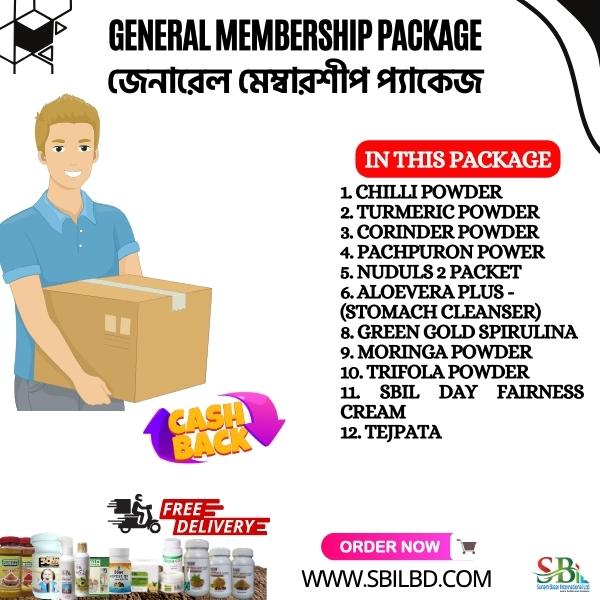 GENERAL MEMBERSHIP PACKAGE
জেনারেল মেম্বারশীপ প্যাকেজ
IN THIS PACKAGE
1. CHILLI POWDER
2. TURMERIC POWDER
3. CORINDER POWDER
4. PACHPURON POWER
5. NUDULS 2 PACKET
6. ALOEVERA PLUS -
(STOMACH CLEANSER)
8. GREEN GOLD SPIRULINA
9. MORINGA POWDER
10. TRIFOLA POWDER
11. SBIL DAY FAIRNESS
CREAM
12. TEJPATA
CASH
BACK
FREE
DELIVERY
ORDER NOW
WWW.SBILBD.COM
SBi